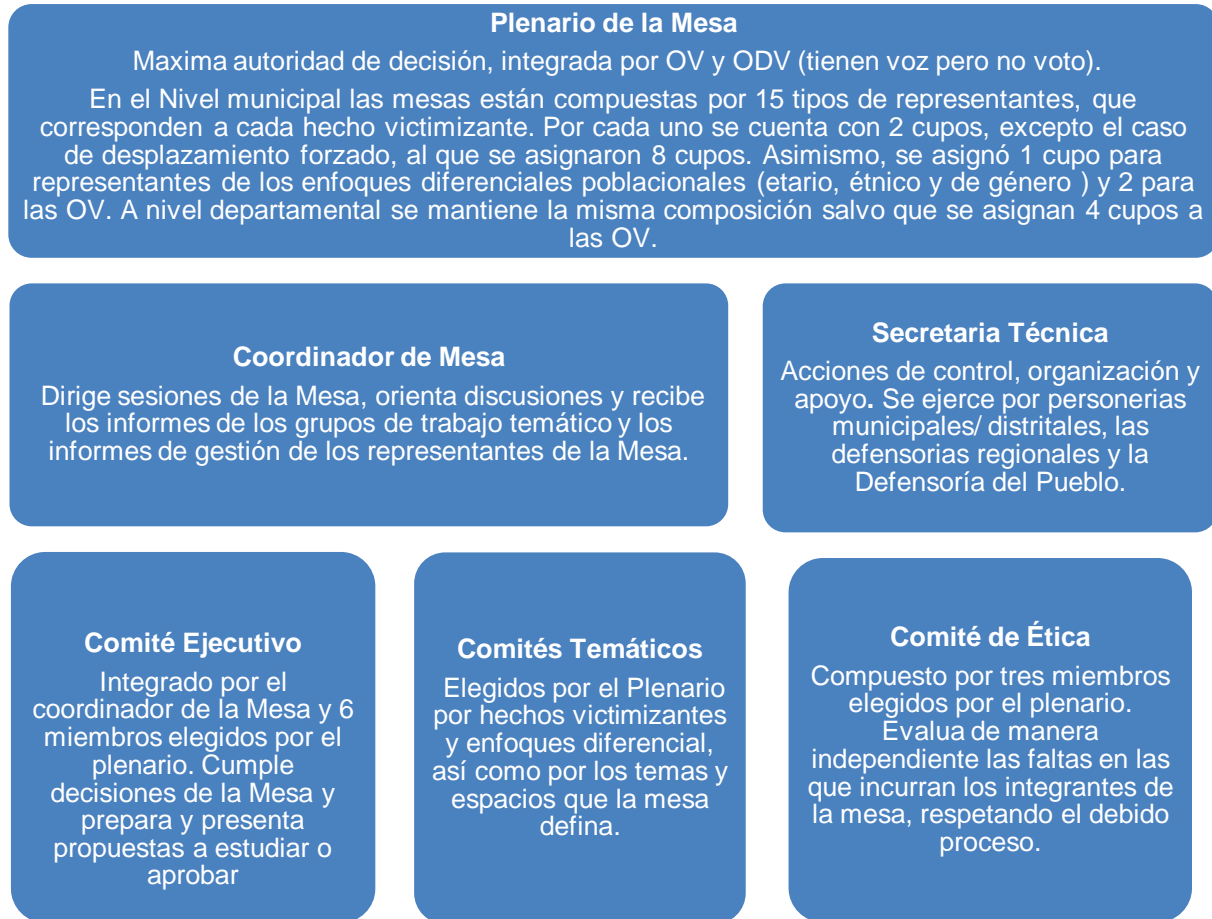 Plenario de la Mesa
Maxima autoridad de decisión, integrada por OV y ODV (tienen voz pero no voto).
En el Nivel municipal las mesas están compuestas por 15 tipos de representantes, que
corresponden a cada hecho victimizante. Por cada uno se cuenta con 2 cupos, excepto el caso
de desplazamiento forzado, al que se asignaron 8 cupos. Asimismo, se asignó 1 cupo para
representantes de los enfoques diferenciales poblacionales (etario, étnico y de género ) y 2 para
las OV. A nivel departamental se mantiene la misma composición salvo que se asignan 4 cupos a
las OV.
Coordinador de Mesa
Dirige sesiones de la Mesa, orienta discusiones y recibe
los informes de los grupos de trabajo temático y los
informes de gestión de los representantes de la Mesa.
Secretaria Técnica
Acciones de control, organización y
apoyo. Se ejerce por personerias
municipales/ distritales, las
defensorias regionales y la
Defensoría del Pueblo.
Comité Ejecutivo
Integrado por el
coordinador de la Mesa y 6
miembros elegidos por el
plenario. Cumple
decisiones de la Mesa y
prepara y presenta
propuestas a estudiar o
aprobar
Comités Temáticos
Elegidos por el Plenario
por hechos victimizantes
y enfoques diferencial,
así como por los temas y
espacios que la mesa
defina.
Comité de Ética
Compuesto por tres miembros
elegidos por el plenario.
Evalua de manera
independiente las faltas en las
que incurran los integrantes de
la mesa, respetando el debido
proceso.